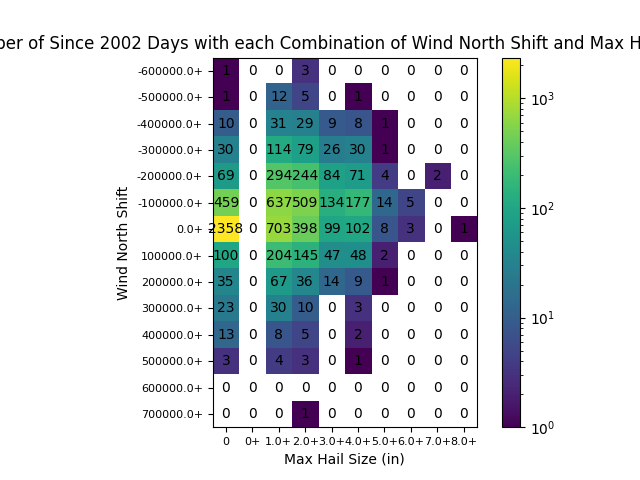 of Since 2002 Days with each Combination of Wind North Shift and Max
-600000.0+ 1 0 0 3 0 0 0 0 0 0
-500000.0+ 1 0 12 5 0 1 0 0 0 0
-400000.0+ 10 0 31 29 9 8 1 0 0 0
-300000.0+ 30 0 114 79 26 30 1 0 0 0
-200000.0+ 69 0 294 244 84 71 4 0 2 0
-100000.0+ 459 0 637 509 134 177 14 5 0 0
0.0+ 2358 0 703 398 99 102 8 3 0 1
100000.0+ 100 0 204 145 47 48 2 0 0 0
200000.0+ 35 0 67 36 14 9 1 0 0 0
300000.0+ 23 0 30 10 0 3 0 0 0 0
400000.0+ 13 0 8 5 0 2 0 0 0 0
500000.0+ 3 0 4 3 0 1 0 0 0 0
600000.0+ 0 0 0 0 0 0 0 0 0 0
700000.0+ 0 0 0 1 0 0 0 0 0 0
0 0+ 1.0+ 2.0+ 3.0+ 4.0+ 5.0+ 6.0+ 7.0+ 8.0+
Max Hail Size (in)
Wind North Shift
10³
10²
10¹
10⁰